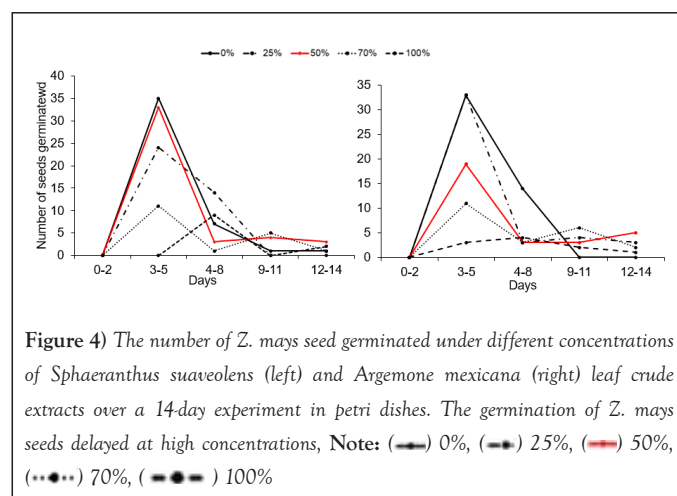 0% 25% 50% 70% 100%
Number of seeds germinatewd
40
35
30
25
20
15
10
5
0
0-2 3-5 4-8 9-11 12-14
Days
35
30
25
20
15
10
5
0
0-2 3-5 4-8 9-11 12-14
Days
Figure 4) The number of Z. mays seed germinated under different concentrations
of Sphaeranthus suaveolens (left) and Argemone mexicana (right) leaf crude
extracts over a 14-day experiment in petri dishes. The germination of Z. mays
seeds delayed at high concentrations, Note: ( ) 0%, ( ) 25%, ( ) 50%,
( ) 70%, ( ) 100%